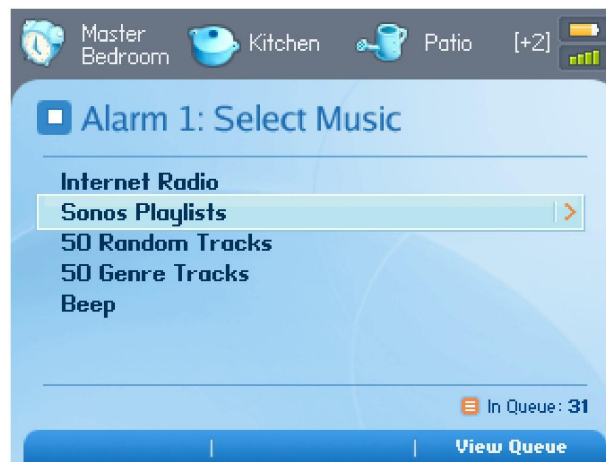 Master
Bedroom
Kitchen
Patio
[+2]
Alarm 1: Select Music
Internet Radio
Sonos Playlists
50 Random Tracks
50 Genre Tracks
Beep
In Queue: 31
View Queue